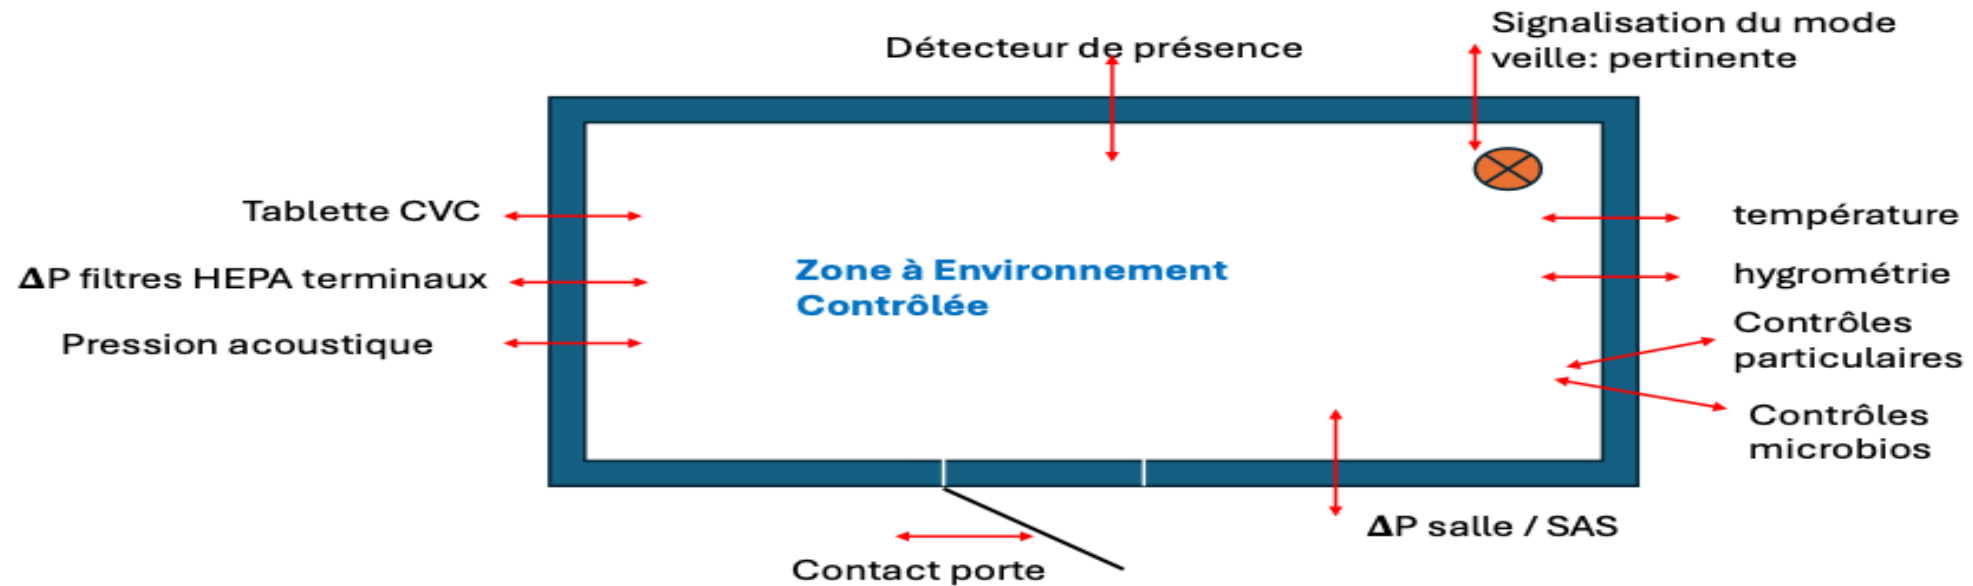 Signalisation du mode
veille: pertinente
Détecteur de présence
Tablette CVC
température
ΔP filtres HEPA terminaux
Zone à Environnement
Contrôlée
hygrométrie
Pression acoustique
Contrôles
particulaires
Contrôles
microbios
ΔP salle / SAS
Contact porte